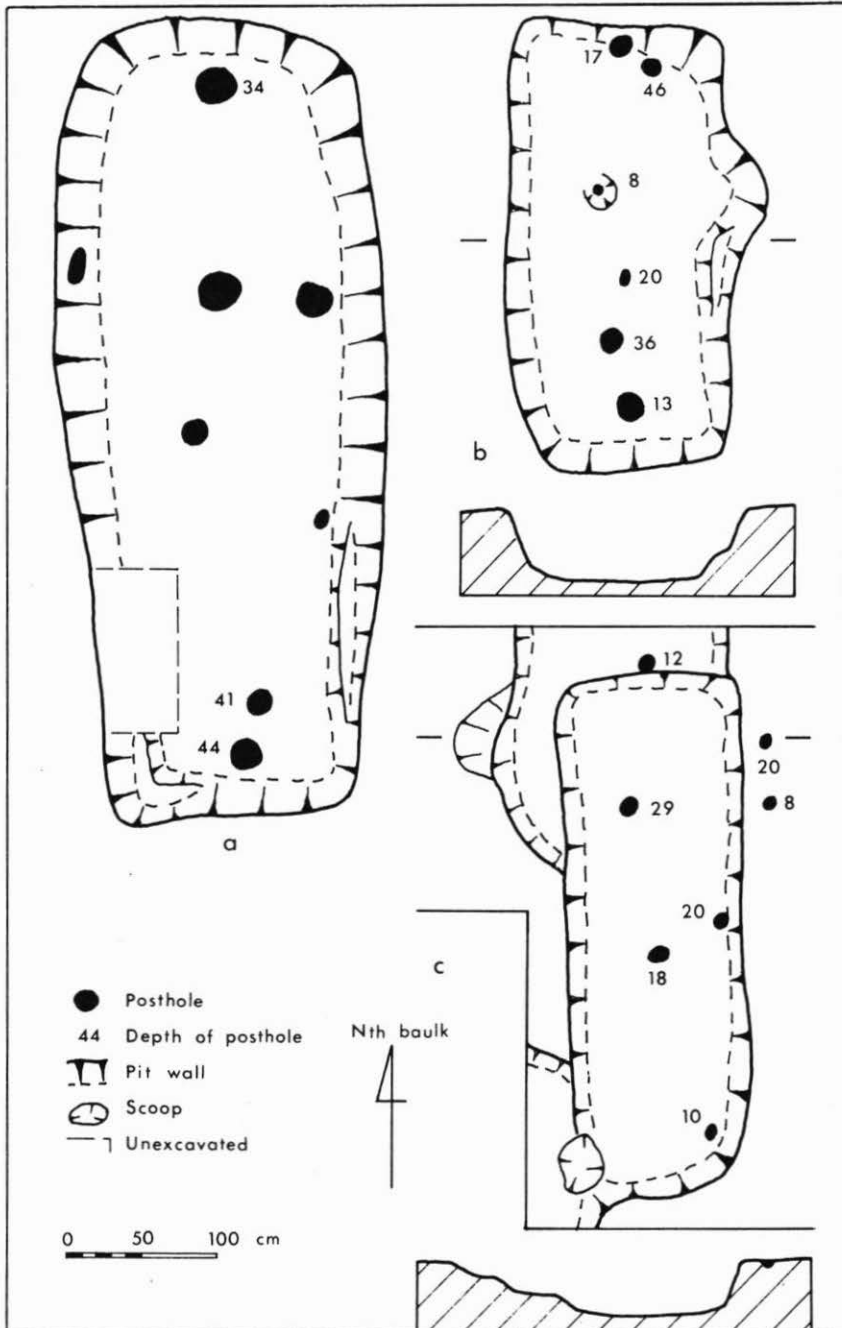 34
41
44
a
17
46
8
20
36
13
b
12
20
29
8
20
18
c
10
Posthole
44 Depth of posthole
Pit wall
Scoop
Unexcavated
Nth baulk
0 50 100 cm